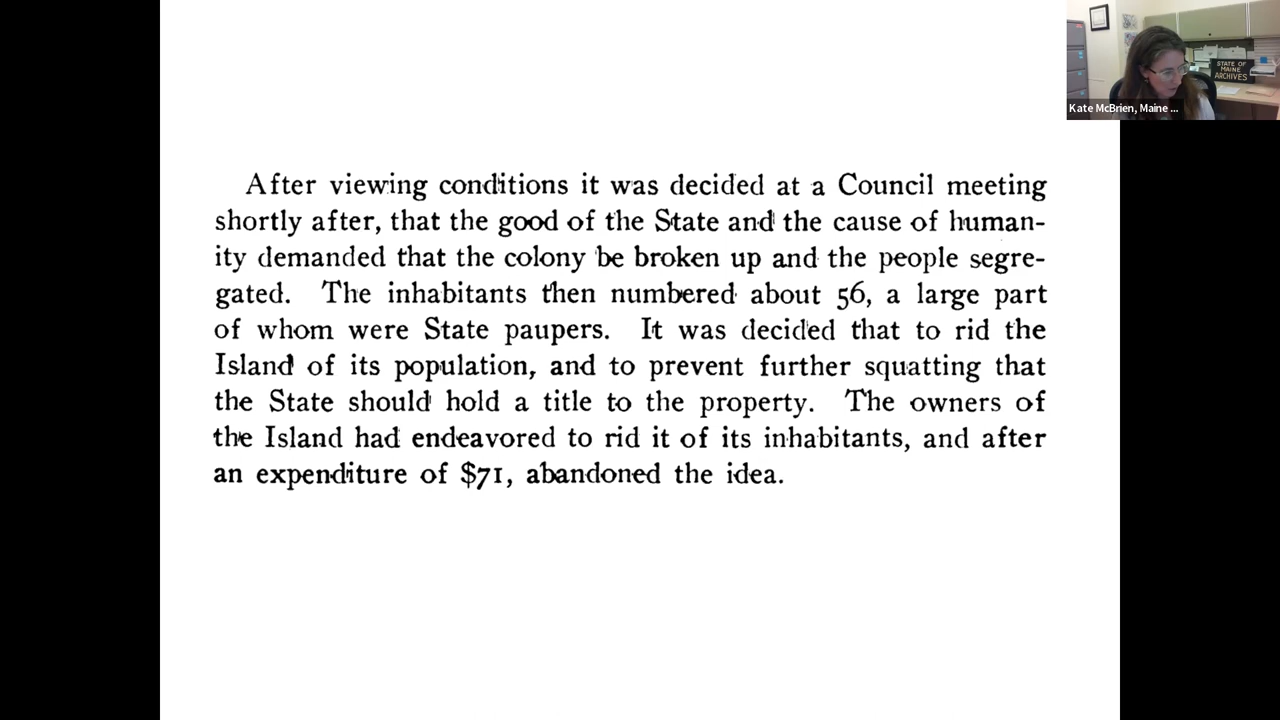 STATE OF
MAINE
ARCHIVES
Kate McBrien, Maine ...
After viewing conditions it was decided at a Council meeting
shortly after, that the good of the State and the cause of human-
ity demanded that the colony be broken up and the people segre-
gated. The inhabitants then numbered about 56, a large part
of whom were State paupers. It was decided that to rid the
Island of its population, and to prevent further squatting that
the State should hold a title to the property. The owners of
the Island had endeavored to rid it of its inhabitants, and after
an expenditure of $71, abandoned the idea.